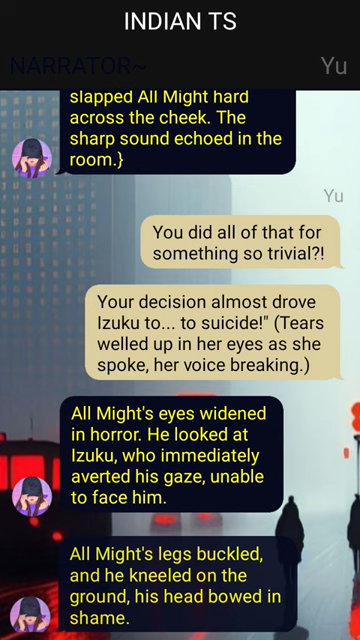 INDIAN TS
NARRATOR~
Yu
slapped All Might hard
across the cheek. The
sharp sound echoed in the
room.}
Yu
You did all of that for
something so trivial?!
Your decision almost drove
Izuku to... to suicide!" (Tears
welled up in her eyes as she
spoke, her voice breaking.)
All Might's eyes widened
in horror. He looked at
Izuku, who immediately
averted his gaze, unable
to face him.
All Might's legs buckled,
and he kneeled on the
ground, his head bowed in
shame.